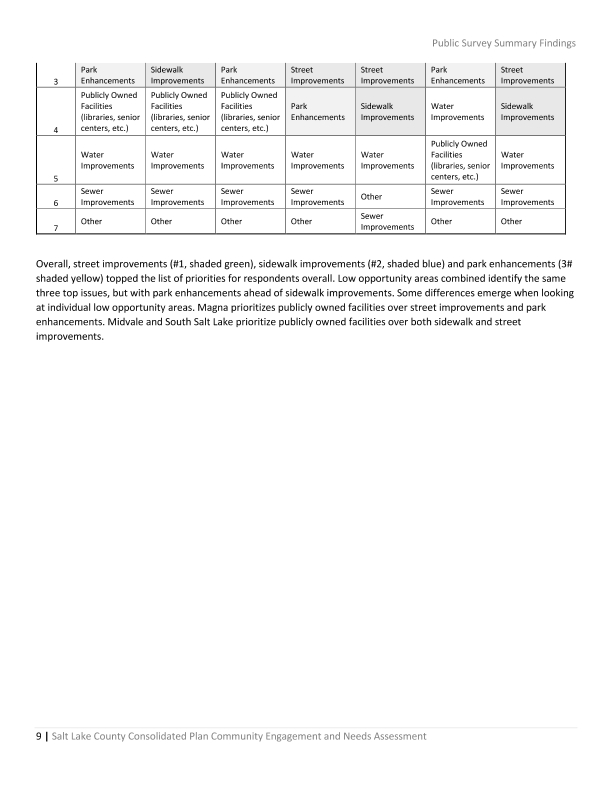 Public Survey Summary Findings
3 Park Enhancements Sidewalk Improvements Park Enhancements Street Improvements Street Improvements Park Enhancements Street Improvements
4 Publicly Owned Facilities (libraries, senior centers, etc.) Publicly Owned Facilities (libraries, senior centers, etc.) Publicly Owned Facilities (libraries, senior centers, etc.) Park Enhancements Sidewalk Improvements Water Improvements Sidewalk Improvements
5 Water Improvements Water Improvements Water Improvements Water Improvements Water Improvements Publicly Owned Facilities (libraries, senior centers, etc.) Water Improvements
6 Sewer Improvements Sewer Improvements Sewer Improvements Sewer Improvements Other Sewer Improvements Sewer Improvements
7 Other Other Other Other Sewer Improvements Other Other
Overall, street improvements (#1, shaded green), sidewalk improvements (#2, shaded blue) and park enhancements (3#
shaded yellow) topped the list of priorities for respondents overall. Low opportunity areas combined identify the same
three top issues, but with park enhancements ahead of sidewalk improvements. Some differences emerge when looking
at individual low opportunity areas. Magna prioritizes publicly owned facilities over street improvements and park
enhancements. Midvale and South Salt Lake prioritize publicly owned facilities over both sidewalk and street
improvements.
9 | Salt Lake County Consolidated Plan Community Engagement and Needs Assessment